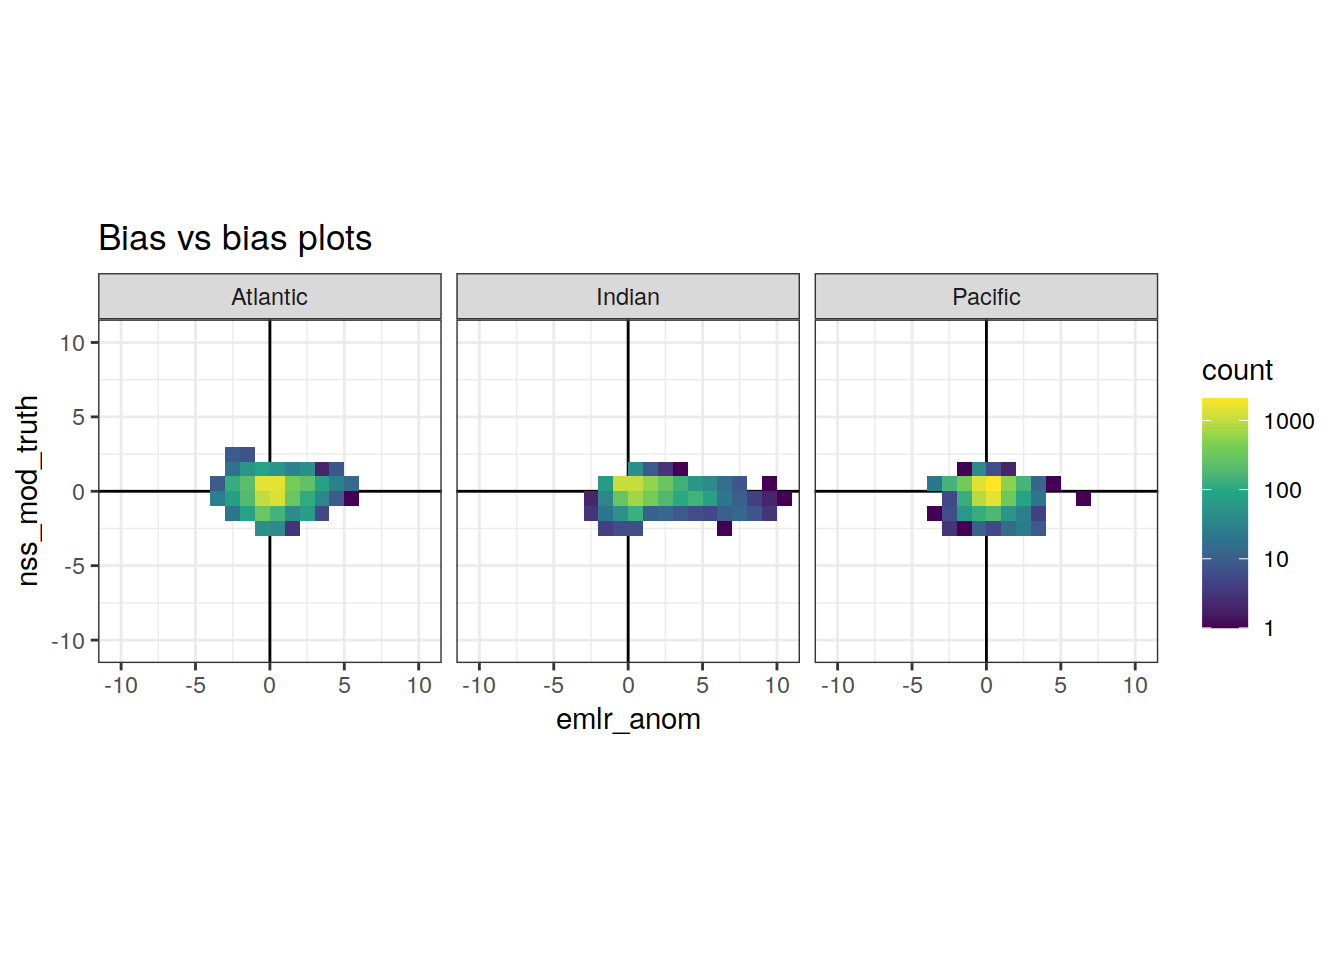 Bias vs bias plots
Atlantic Indian Pacific
nss_mod_truth
10
5
0
-5
-10
-10 -5 0 5 10 -10 -5 0 5 10 -10 -5 0 5 10
emlr_anom
count
1000
100
10
1